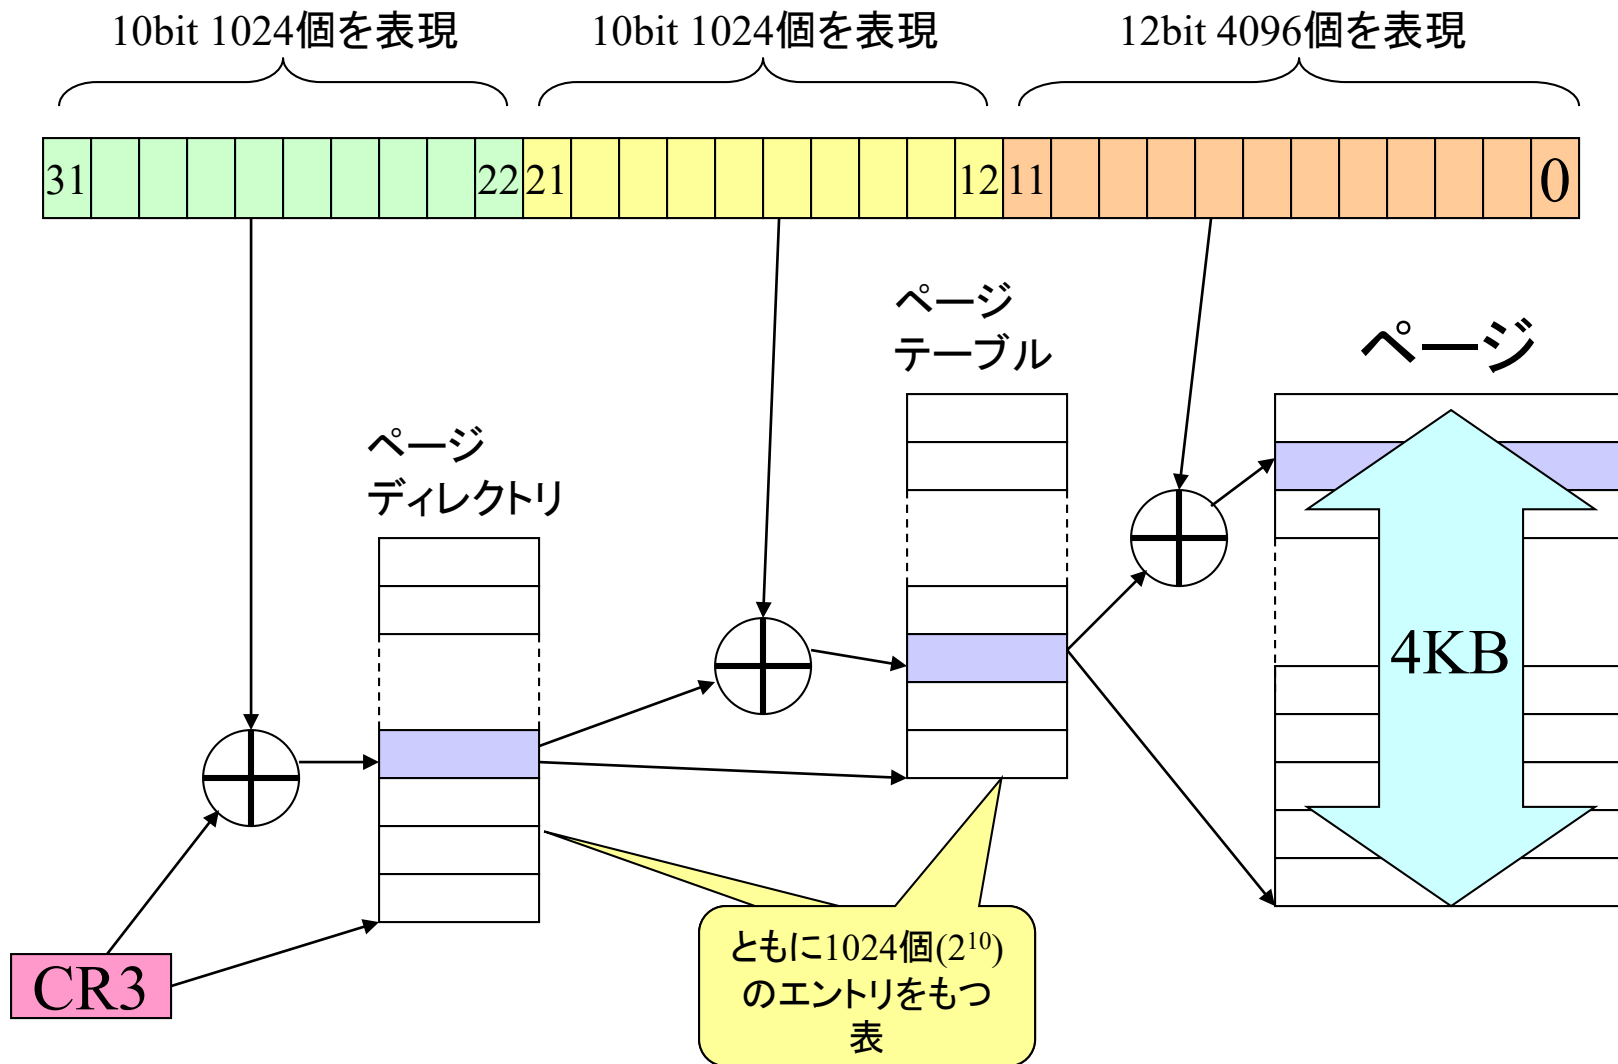 10bit 1024個を表現
10bit 1024個を表現
12bit 4096個を表現
31
22
21
12
11
0
ページ
ディレクトリ
ページ
テーブル
ページ
4KB
CR3
ともに1024個(2¹⁰)
のエントリをもつ
表